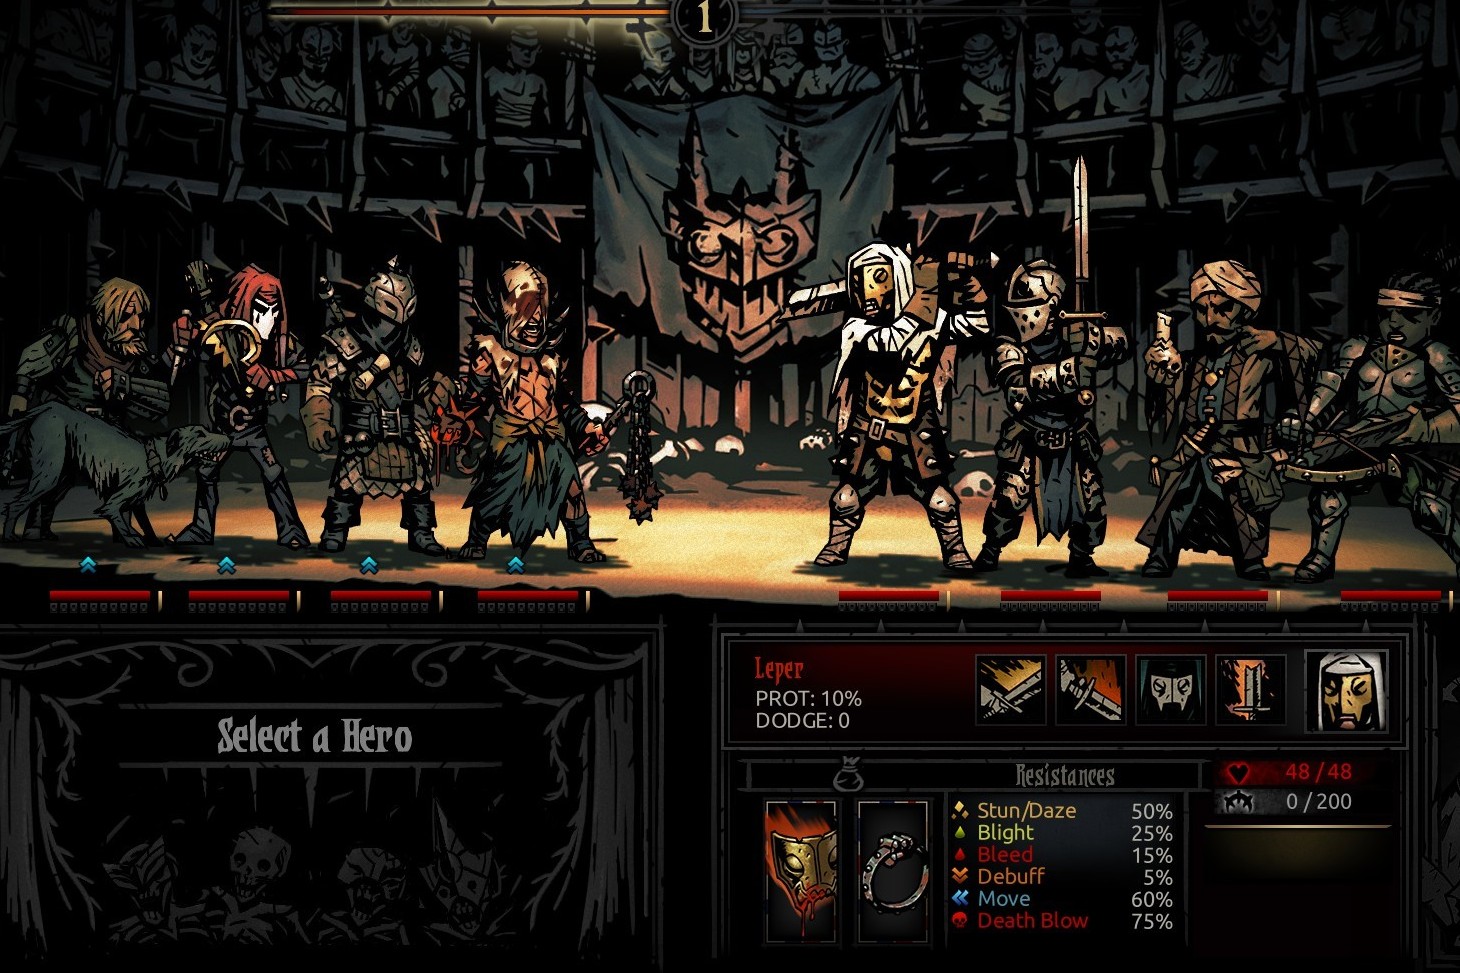 1
Select a Hero
Leper
PROT: 10%
DODGE: 0
Resistances
Stun/Daze 50%
Blight 25%
Bleed 15%
Debuff 5%
Move 60%
Death Blow 75%
48 / 48
0 / 200